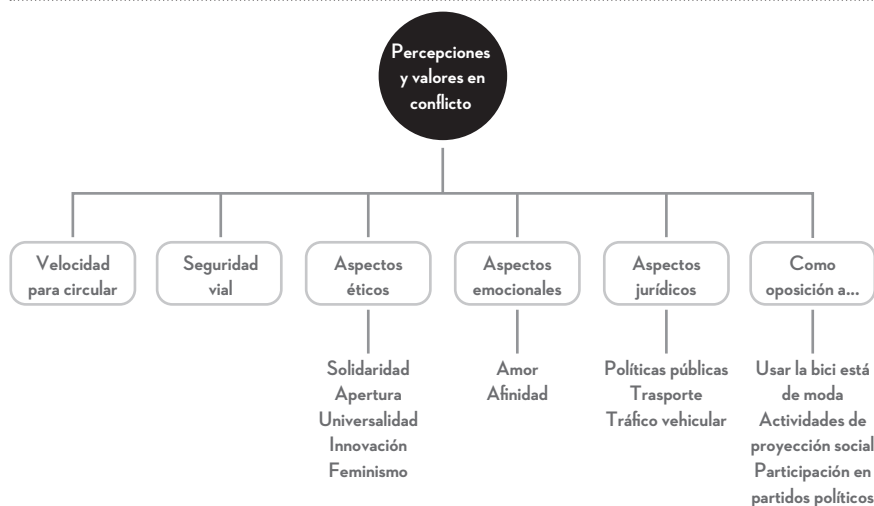 Percepciones
y valores en
conflicto
Velocidad
para circular
Seguridad
vial
Aspectos
éticos
Aspectos
emocionales
Aspectos
jurídicos
Como
oposición a...
Solidaridad
Apertura
Universalidad
Innovación
Feminismo
Amor
Afinidad
Políticas públicas
Trasporte
Tráfico vehicular
Usar la bici está
de moda
Actividades de
proyección social
Participación en
partidos políticos